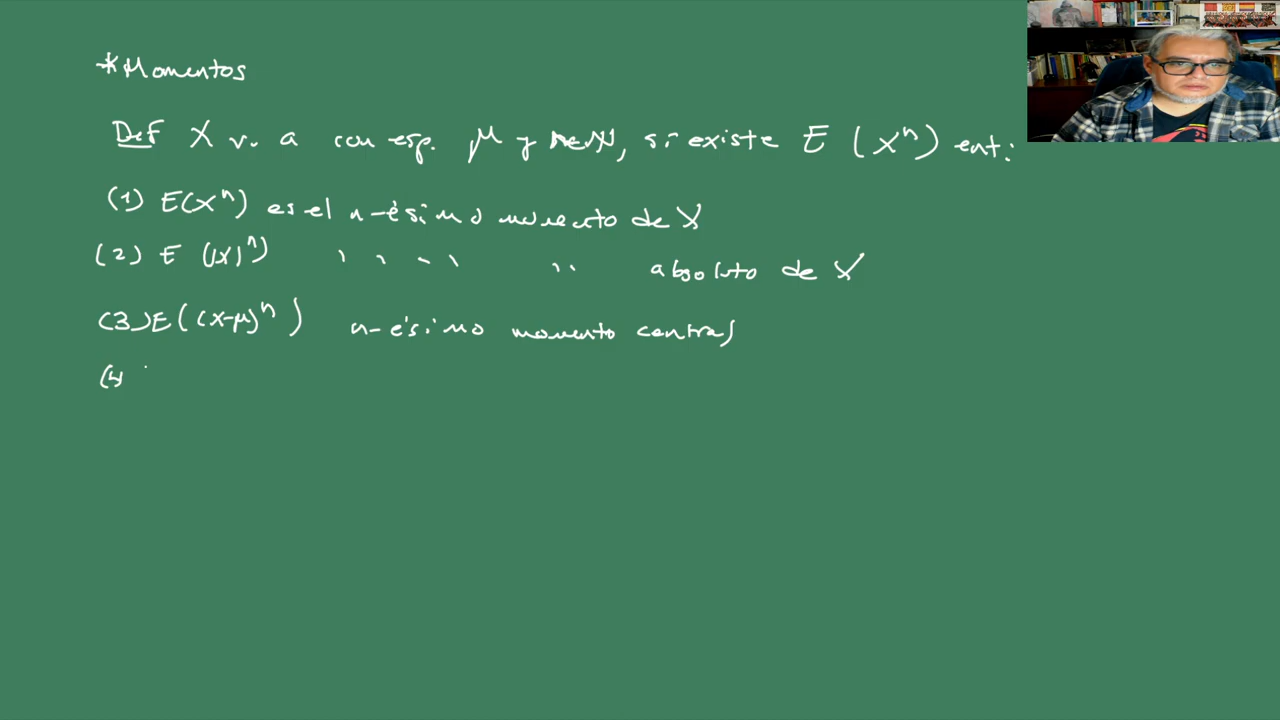 *Momentos
Def X v. a con esp. μ y n∈ℕ, si existe E (Xⁿ) ent:
(1) E(Xⁿ) es el n-ésimo momento de X
(2) E (|X|ⁿ) " " " " absoluto de X
(3) E((X-μ)ⁿ) n-ésimo momento central
(4